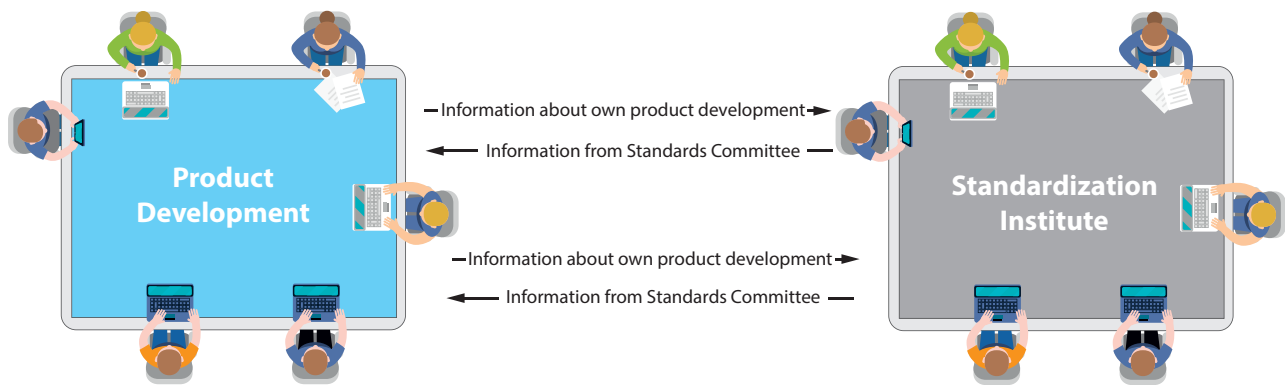 Information about own product development
Information from Standards Committee
Product
Development
Standardization
Institute
Information about own product development
Information from Standards Committee